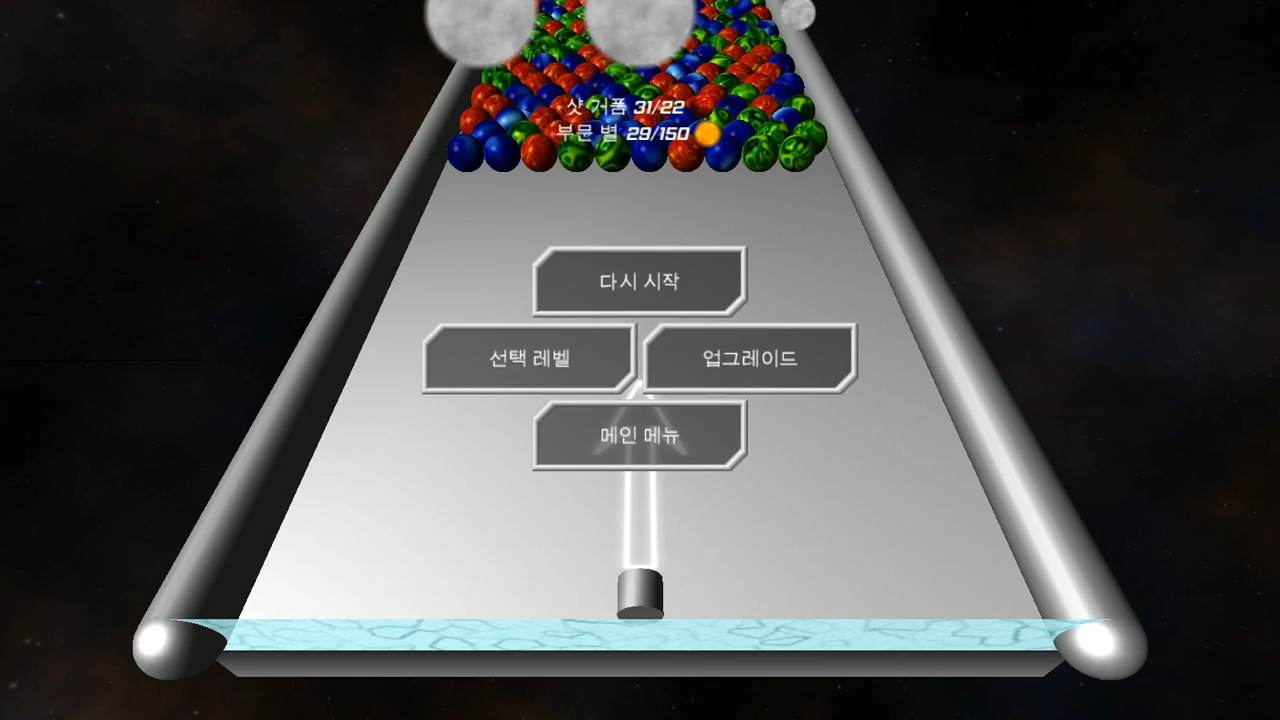 샷 거품 31/22
부문 별 29/150
다시 시작
선택 레벨
업그레이드
메인 메뉴